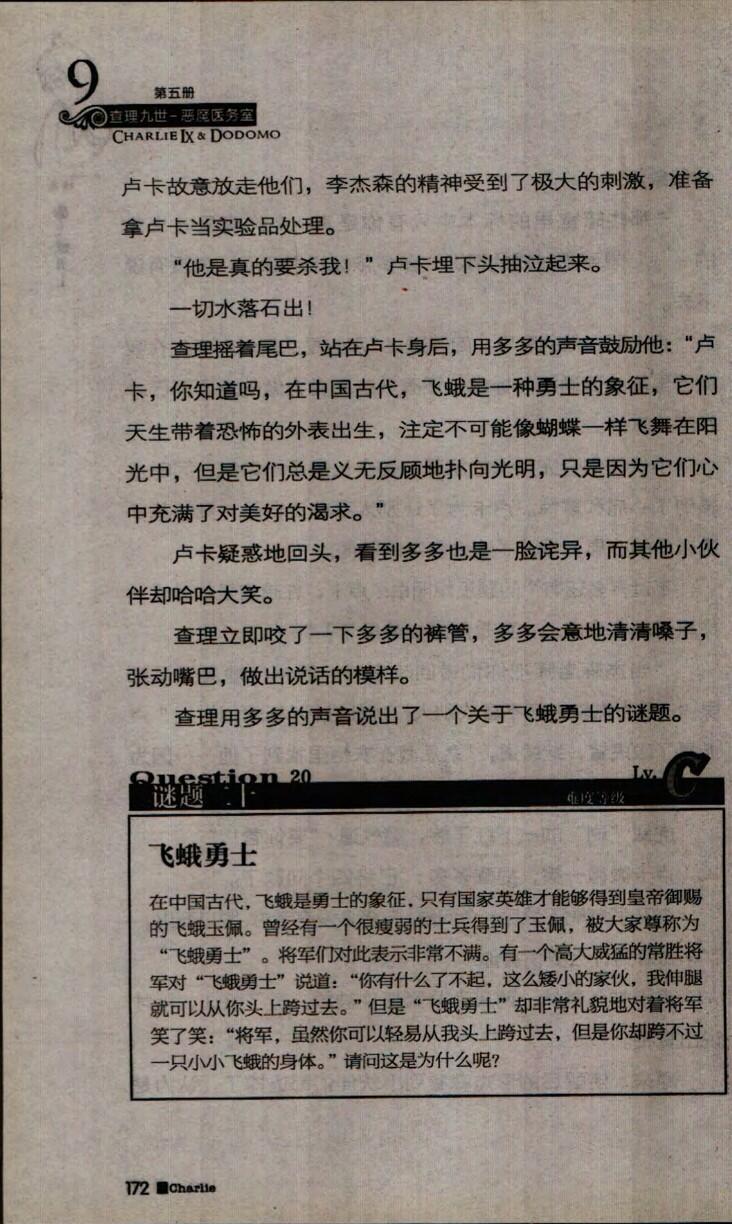 9
第五册
查理九世-恶魔医务室
CHARLIE IX & DODOMO
卢卡故意放走他们，李杰森的精神受到了极大的刺激，准备
拿卢卡当实验品处理。
“他是真的要杀我！”卢卡埋下头抽泣起来。
一切水落石出！
查理摇着尾巴，站在卢卡身后，用多多的声音鼓励他：“卢
卡，你知道吗，在中国古代，飞蛾是一种勇士的象征，它们
天生带着恐怖的外表出生，注定不可能像蝴蝶一样飞舞在阳
光中，但是它们总是义无反顾地扑向光明，只是因为它们心
中充满了对美好的渴求。”
卢卡疑惑地回头，看到多多也是一脸诧异，而其他小伙
伴却哈哈大笑。
查理立即咬了一下多多的裤管，多多会意地清清嗓子，
张动嘴巴，做出说话的模样。
查理用多多的声音说出了一个关于飞蛾勇士的谜题。
Question 20
Lv. C
谜题二十
难度等级
飞蛾勇士
在中国古代，飞蛾是勇士的象征，只有国家英雄才能够得到皇帝御赐
的飞蛾玉佩。曾经有一个很瘦弱的士兵得到了玉佩，被大家尊称为
“飞蛾勇士”。将军们对此表示非常不满。有一个高大威猛的常胜将
军对“飞蛾勇士”说道：“你有什么了不起，这么矮小的家伙，我伸腿
就可以从你头上跨过去。”但是“飞蛾勇士”却非常礼貌地对着将军
笑了笑：“将军，虽然你可以轻易从我头上跨过去，但是你却跨不过
一只小小飞蛾的身体。”请问这是为什么呢？
172 ■Charlie